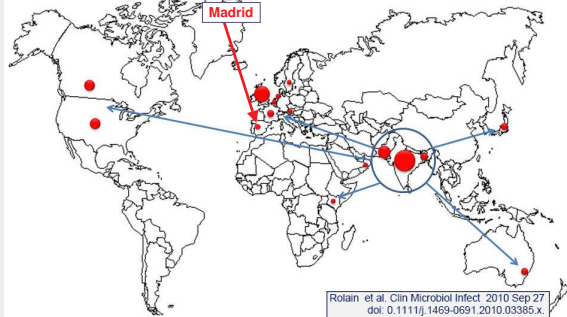 Madrid
Rolain et al. Clin Microbiol Infect 2010 Sep 27
doi: 0.1111/j.1469-0691.2010.03385.x.